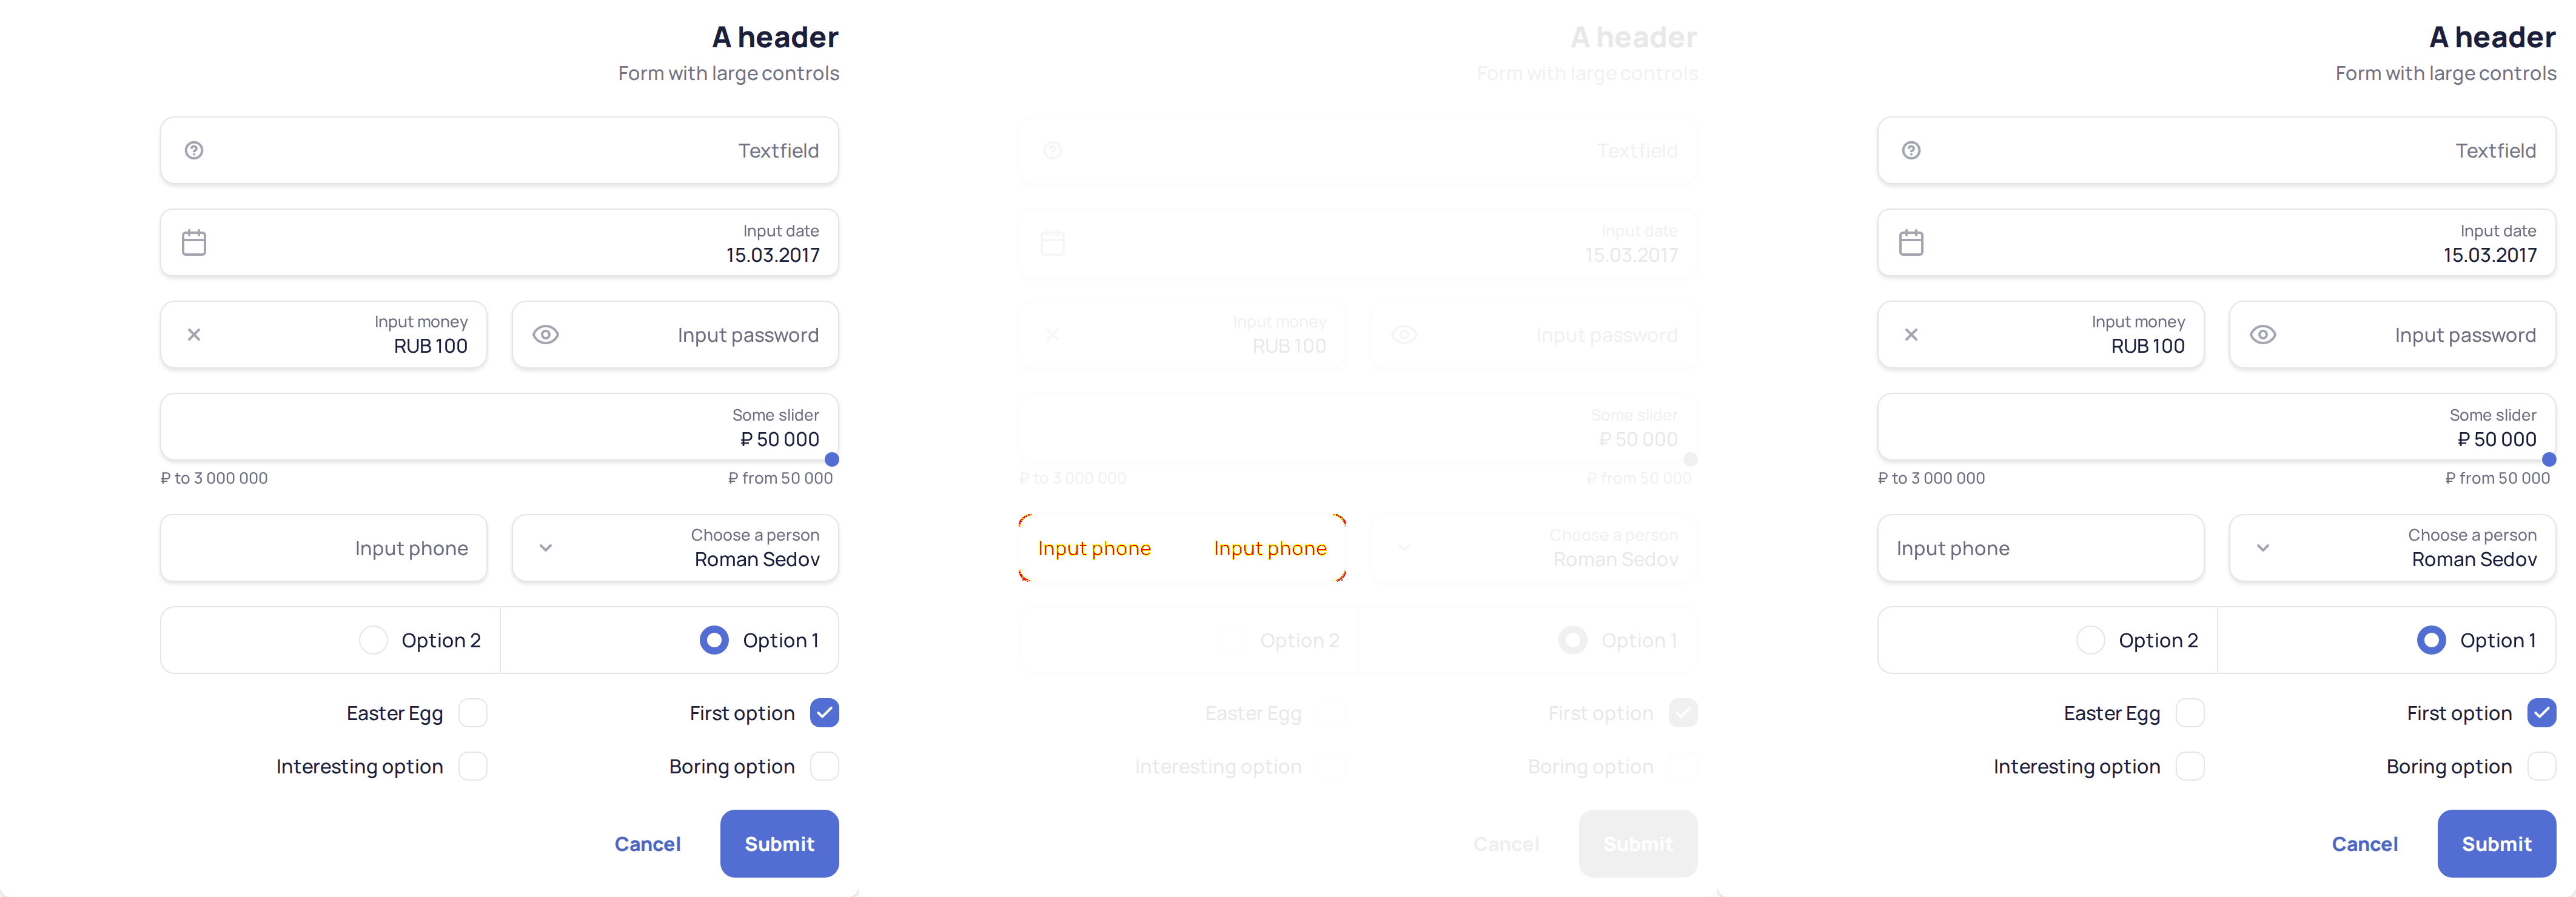 A header
Form with large controls
Textfield
Input date
15.03.2017
Input money
RUB 100
Input password
Some slider
₽ 50 000
₽ to 3 000 000
₽ from 50 000
Input phone
Choose a person
Roman Sedov
Option 2
Option 1
Easter Egg
First option
Interesting option
Boring option
Cancel
Submit
A header
Form with large controls
Textfield
Input date
15.03.2017
Input money
RUB 100
Input password
Some slider
₽ 50 000
₽ to 3 000 000
₽ from 50 000
Input phone
Input phone
Choose a person
Roman Sedov
Option 2
Option 1
Easter Egg
First option
Interesting option
Boring option
Cancel
Submit
A header
Form with large controls
Textfield
Input date
15.03.2017
Input money
RUB 100
Input password
Some slider
₽ 50 000
₽ to 3 000 000
₽ from 50 000
Input phone
Choose a person
Roman Sedov
Option 2
Option 1
Easter Egg
First option
Interesting option
Boring option
Cancel
Submit